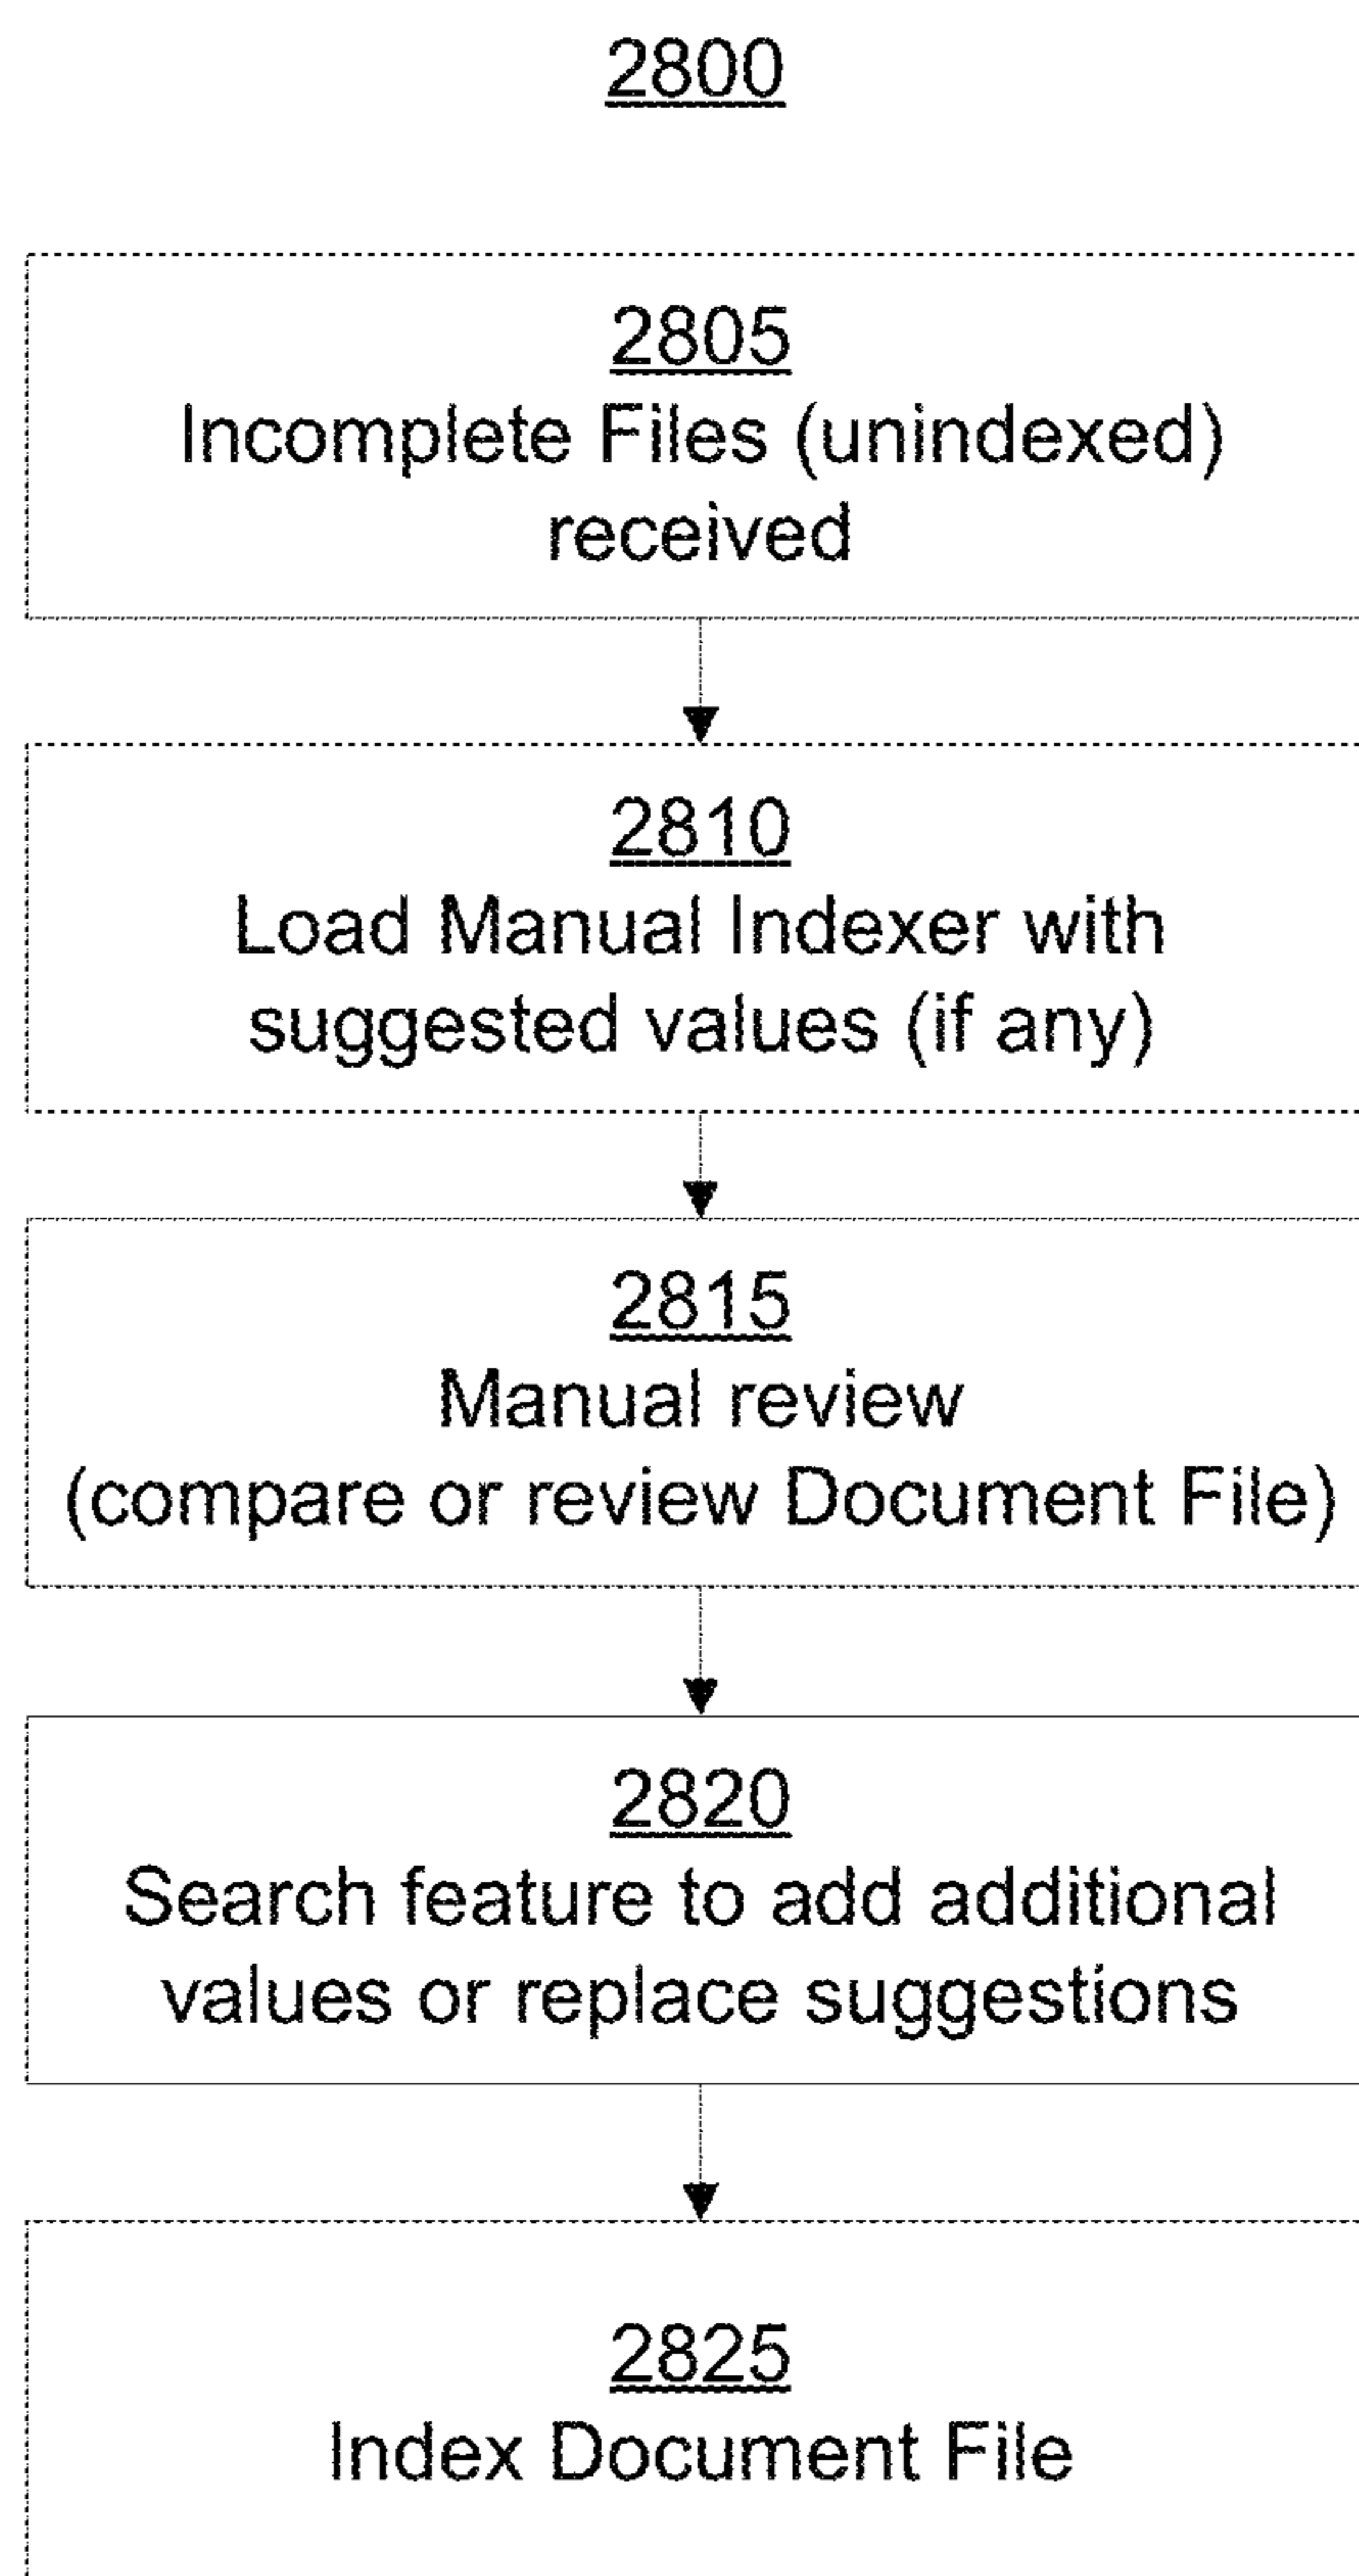 2800
2805
Incomplete Files (unindexed)
received
2810
Load Manual Indexer with
suggested values (if any)
2815
Manual review
(compare or review Document File)
2820
Search feature to add additional
values or replace suggestions
2825
Index Document File